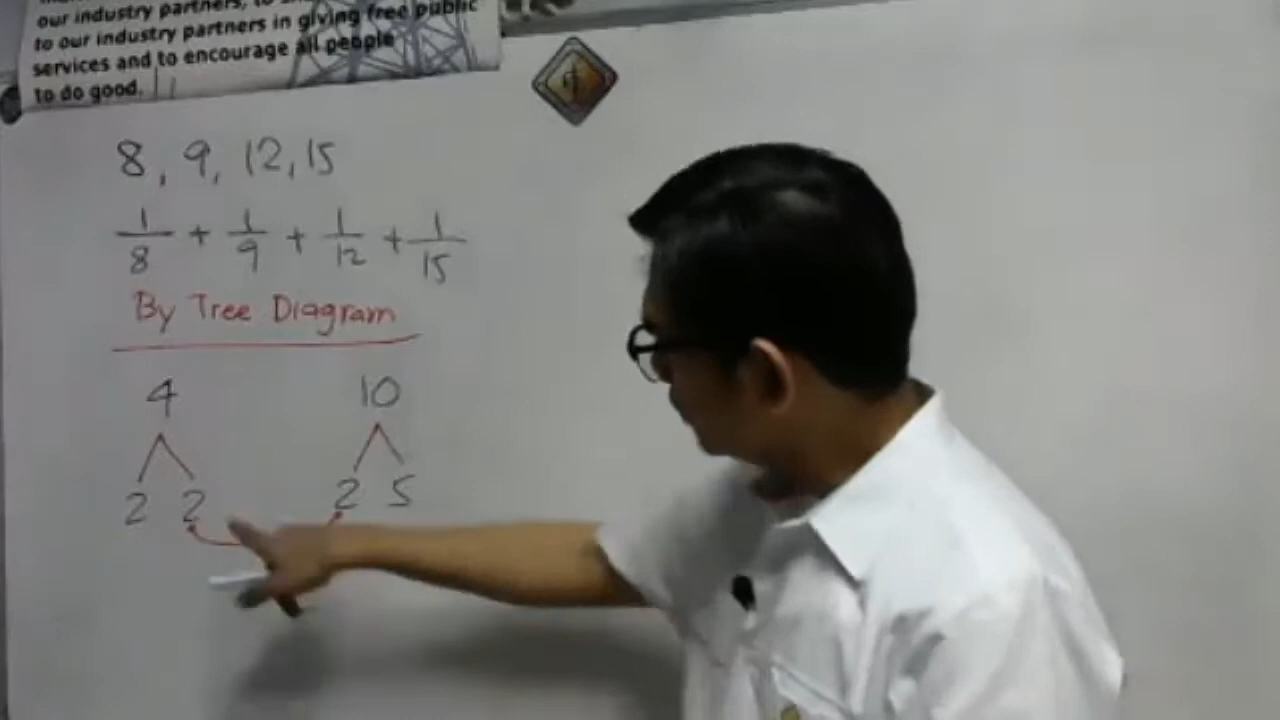 our industry partners, to
to our industry partners in giving free public
services and to encourage all people
to do good.
8, 9, 12, 15
1/8 + 1/9 + 1/12 + 1/15
By Tree Diagram
4 10
2 2 2 5